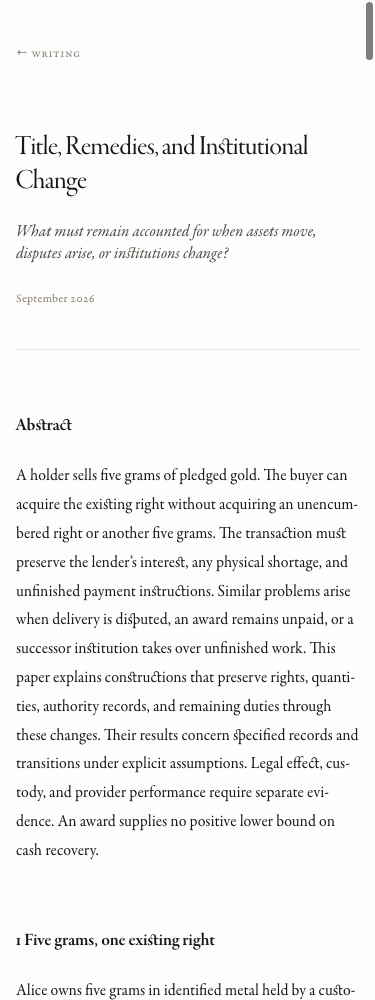 ← WRITING
Title, Remedies, and Institutional
Change
What must remain accounted for when assets move,
disputes arise, or institutions change?
September 2026
Abstract
A holder sells five grams of pledged gold. The buyer can
acquire the existing right without acquiring an unencum-
bered right or another five grams. The transaction must
preserve the lender’s interest, any physical shortage, and
unfinished payment instructions. Similar problems arise
when delivery is disputed, an award remains unpaid, or a
successor institution takes over unfinished work. This
paper explains constructions that preserve rights, quanti-
ties, authority records, and remaining duties through
these changes. Their results concern specified records and
transitions under explicit assumptions. Legal effect, cus-
tody, and provider performance require separate evi-
dence. An award supplies no positive lower bound on
cash recovery.
1 Five grams, one existing right
Alice owns five grams in identified metal held by a custo-